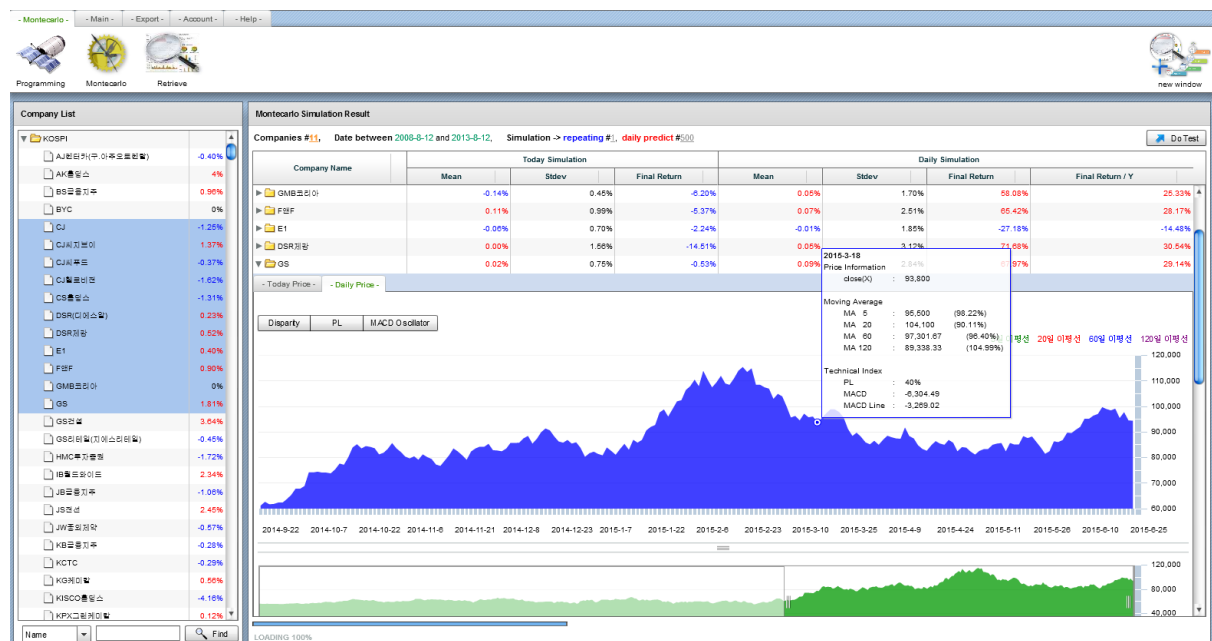 - Montecarlo - - Main - - Export - - Account - - Help -
Programming Montecarlo Retrieve new window
Company List
KOSPI
AJ렌터카(구.아주오토렌탈) -0.40%
AK홀딩스 4%
BS금융지주 0.96%
BYC 0%
CJ -1.25%
CJ씨지브이 1.37%
CJ씨푸드 -0.37%
CJ헬로비전 -1.62%
CS홀딩스 -1.31%
DSR(디에스알) 0.23%
DSR제강 0.52%
E1 0.40%
F앤F 0.90%
GMB코리아 0%
GS 1.81%
GS건설 3.64%
GS리테일(지에스리테일) -0.45%
HMC투자증권 -1.72%
IB월드와이드 2.34%
JB금융지주 -1.06%
JS전선 2.45%
JW중외제약 -0.57%
KB금융지주 -0.28%
KCTC -0.29%
KG케미칼 0.56%
KISCO홀딩스 -4.16%
KPX그린케미칼 0.12%
Name Find
Montecarlo Simulation Result
Companies #11, Date between 2008-8-12 and 2013-8-12, Simulation -> repeating #1, daily predict #500
Do Test
Company Name Today Simulation Daily Simulation
Mean Stdev Final Return Mean Stdev Final Return Final Return / Y
GMB코리아 -0.14% 0.45% -6.20% 0.05% 1.70% 58.08% 25.33%
F앤F 0.11% 0.99% -5.37% 0.07% 2.51% 65.42% 28.17%
E1 -0.06% 0.70% -2.24% -0.01% 1.85% -27.18% -14.48%
DSR제강 0.00% 1.56% -14.51% 0.05% 3.12% 71.68% 30.54%
GS 0.02% 0.75% -0.53% 0.09% 2.84% 29.14%
- Today Price - - Daily Price -
Disparity PL MACD Oscillator
2015-3-18
Price Information
close(X) : 93,800
Moving Average
MA 5 : 95,500 (98.22%)
MA 20 : 104,100 (90.11%)
MA 60 : 97,301.67 (96.40%)
MA 120 : 89,338.33 (104.99%)
Technical Index
PL : 40%
MACD : -6,304.49
MACD Line : -3,269.02
이평선 20일 이평선 60일 이평선 120일 이평선
120,000
110,000
100,000
90,000
80,000
70,000
60,000
2014-9-22 2014-10-7 2014-10-22 2014-11-6 2014-11-21 2014-12-8 2014-12-23 2015-1-7 2015-1-22 2015-2-6 2015-2-23 2015-3-10 2015-3-25 2015-4-9 2015-4-24 2015-5-11 2015-5-26 2015-6-10 2015-6-25
120,000
80,000
40,000
LOADING 100%